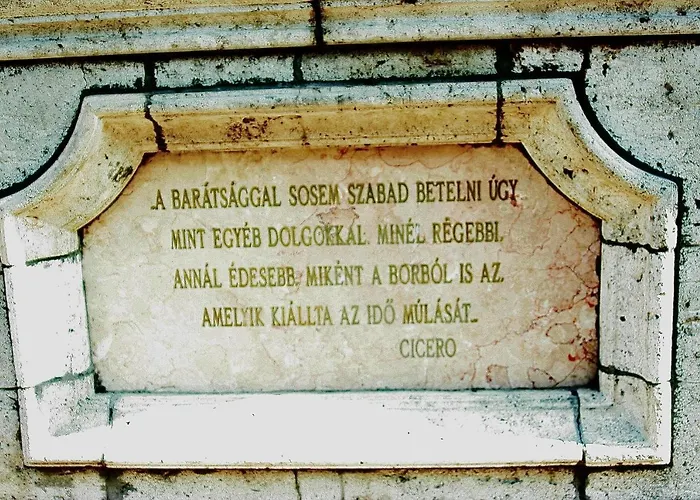 „A BARÁTSÁGGAL SOSEM SZABAD BETELNI ÚGY,
MINT EGYÉB DOLGOKKAL. MINÉL RÉGEBBI,
ANNÁL ÉDESEBB, MIKÉNT A BORBÓL IS AZ,
AMELYIK KIÁLLTA AZ IDŐ MÚLÁSÁT„
CICERO